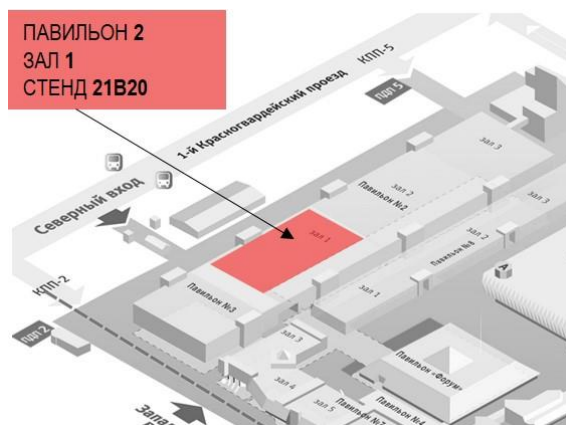 ПАВИЛЬОН 2
ЗАЛ 1
СТЕНД 21В20
КПП-5
1-й Красногвардейский проезд
пдп 5
зал 3
Северный вход
зал 2
Павильон №2
зал 3
зал 1
зал 2
Павильон №8
A
КПП-2
Павильон №3
зал 1
пдп 2
зал 3
Павильон «Форум»
зал 4
зал 5
Павильон №7
Павильон №4
Запад